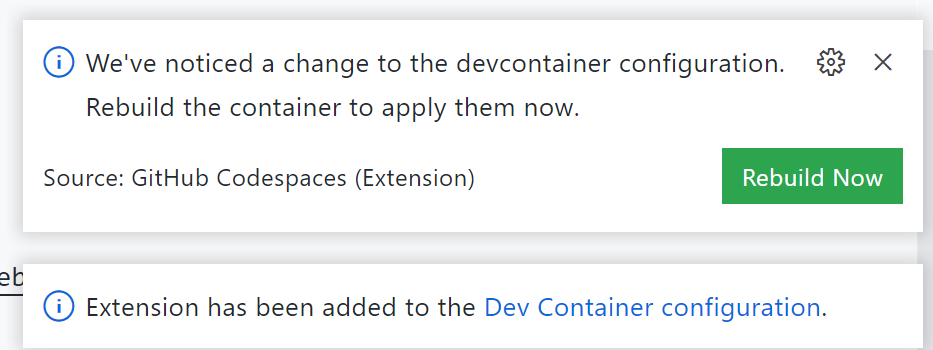 We've noticed a change to the devcontainer configuration.
Rebuild the container to apply them now.
Source: GitHub Codespaces (Extension)
Rebuild Now
Extension has been added to the Dev Container configuration.